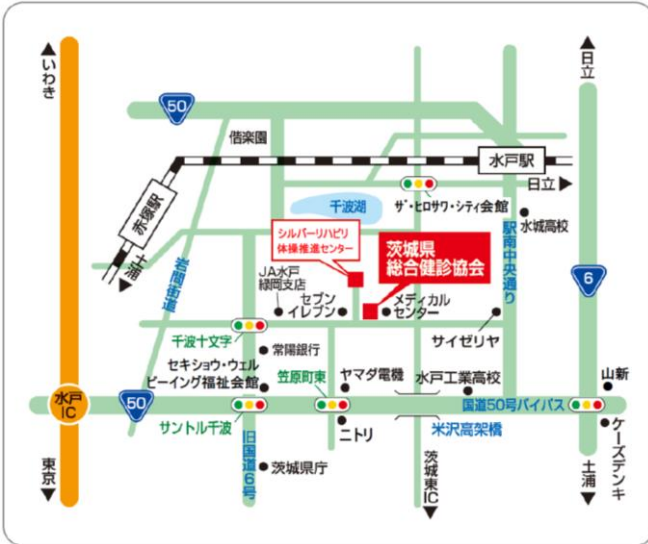 いわき
50
偕楽園
日立
水戸駅
赤塚駅
日立
土浦
岩間街道
千波湖
ザ・ヒロサワ・シティ会館
水城高校
駅南中央通り
シルバーリハビリ
体操推進センター
茨城県
総合健診協会
6
JA水戸
緑岡支店
セブン
イレブン
メディカル
センター
サイゼリヤ
千波十文字
常陽銀行
セキショウ・ウェル
ビーイング福祉会館
笠原町東
ヤマダ電機
水戸工業高校
山新
水戸
IC
50
国道50号バイパス
サントル千波
ニトリ
米沢高架橋
ケーズデンキ
東京
旧国道6号
茨城県庁
茨城東IC
土浦